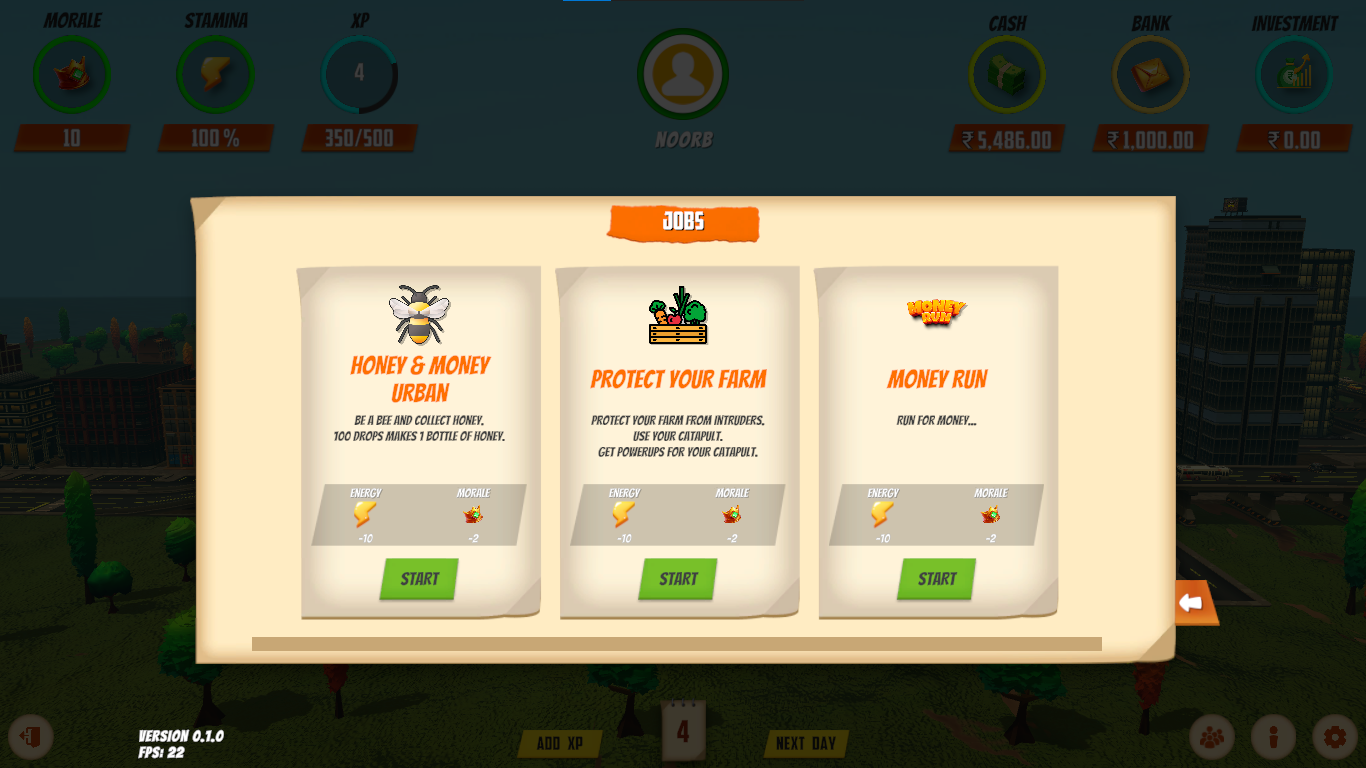 MORALE
STAMINA
XP
CASH
BANK
INVESTMENT
4
10
100 %
350/500
NOORB
₹ 5,486.00
₹ 1,000.00
₹ 0.00
JOBS
HONEY & MONEY
URBAN
BE A BEE AND COLLECT HONEY.
100 DROPS MAKES 1 BOTTLE OF HONEY.
ENERGY
MORALE
-10
-2
START
PROTECT YOUR FARM
PROTECT YOUR FARM FROM INTRUDERS.
USE YOUR CATAPULT.
GET POWERUPS FOR YOUR CATAPULT.
ENERGY
MORALE
-10
-2
START
MONEY
RUN
MONEY RUN
RUN FOR MONEY...
ENERGY
MORALE
-10
-2
START
VERSION 0.1.0
FPS: 22
ADD XP
4
NEXT DAY